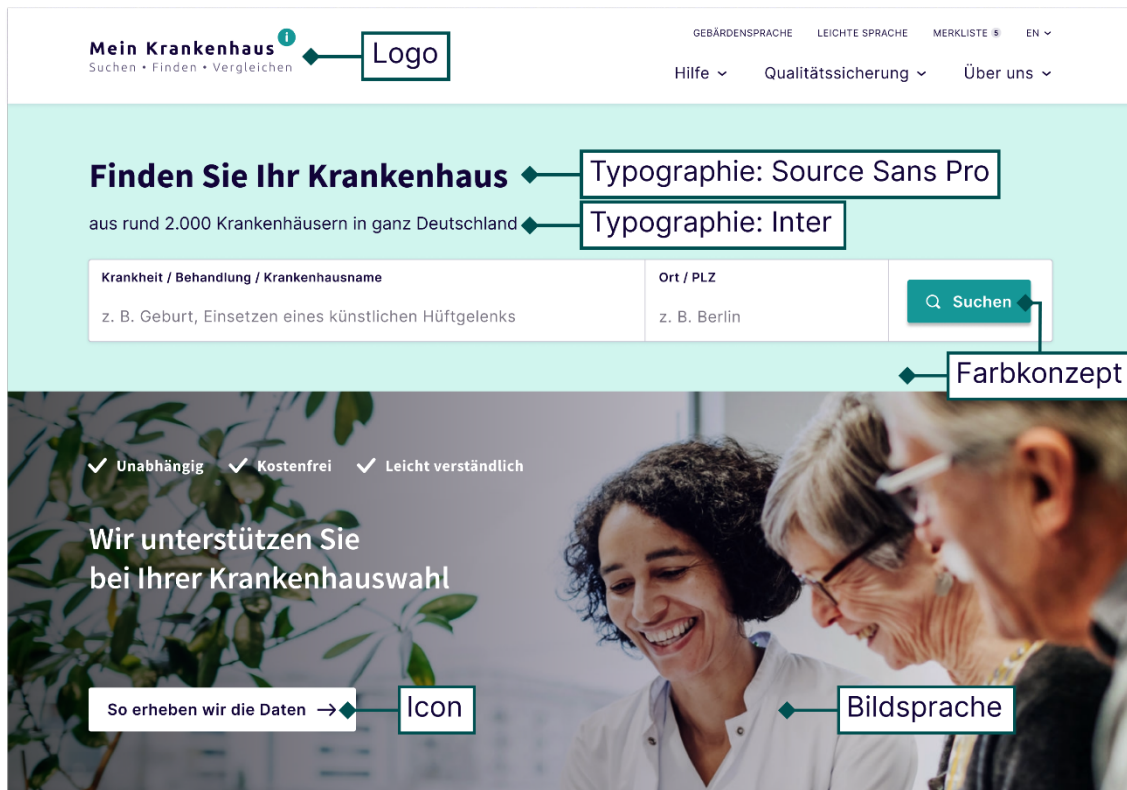 GEBÄRDENSPRACHE LEICHTE SPRACHE MERKLISTE 5 EN
Mein Krankenhaus i
Suchen • Finden • Vergleichen
Logo
Hilfe Qualitätssicherung Über uns
Finden Sie Ihr Krankenhaus
Typographie: Source Sans Pro
aus rund 2.000 Krankenhäusern in ganz Deutschland
Typographie: Inter
Krankheit / Behandlung / Krankenhausname
Ort / PLZ
z. B. Geburt, Einsetzen eines künstlichen Hüftgelenks
z. B. Berlin
Suchen
Farbkonzept
Unabhängig Kostenfrei Leicht verständlich
Wir unterstützen Sie
bei Ihrer Krankenhauswahl
So erheben wir die Daten →
Icon
Bildsprache